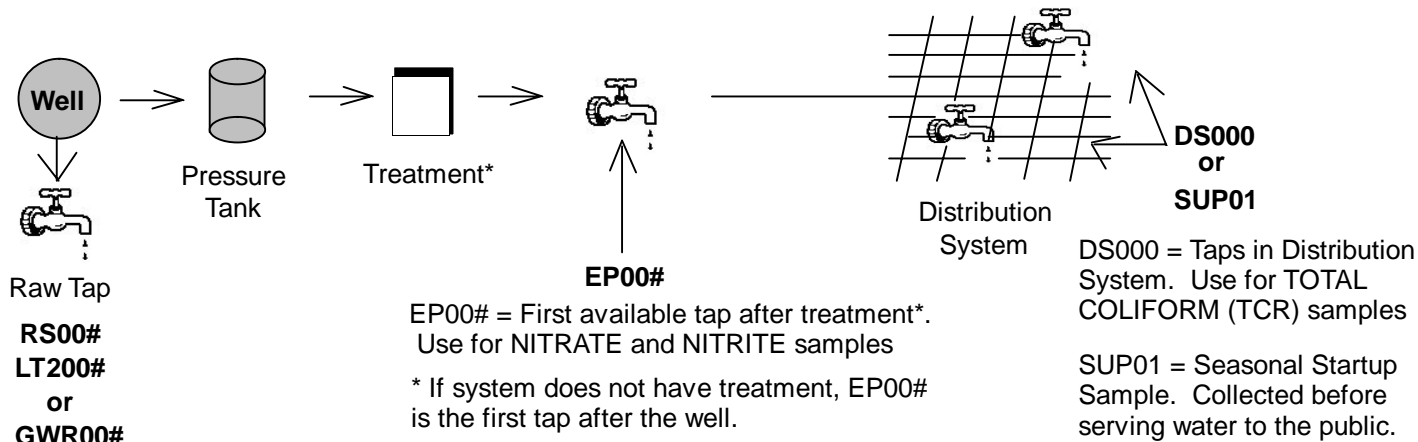 Well
Pressure
Tank
Treatment*
Raw Tap
RS00#
LT200#
or
GWR00#
EP00#
EP00# = First available tap after treatment*.
Use for NITRATE and NITRITE samples
* If system does not have treatment, EP00#
is the first tap after the well.
Distribution
System
DS000
or
SUP01
DS000 = Taps in Distribution
System. Use for TOTAL
COLIFORM (TCR) samples
SUP01 = Seasonal Startup
Sample. Collected before
serving water to the public.